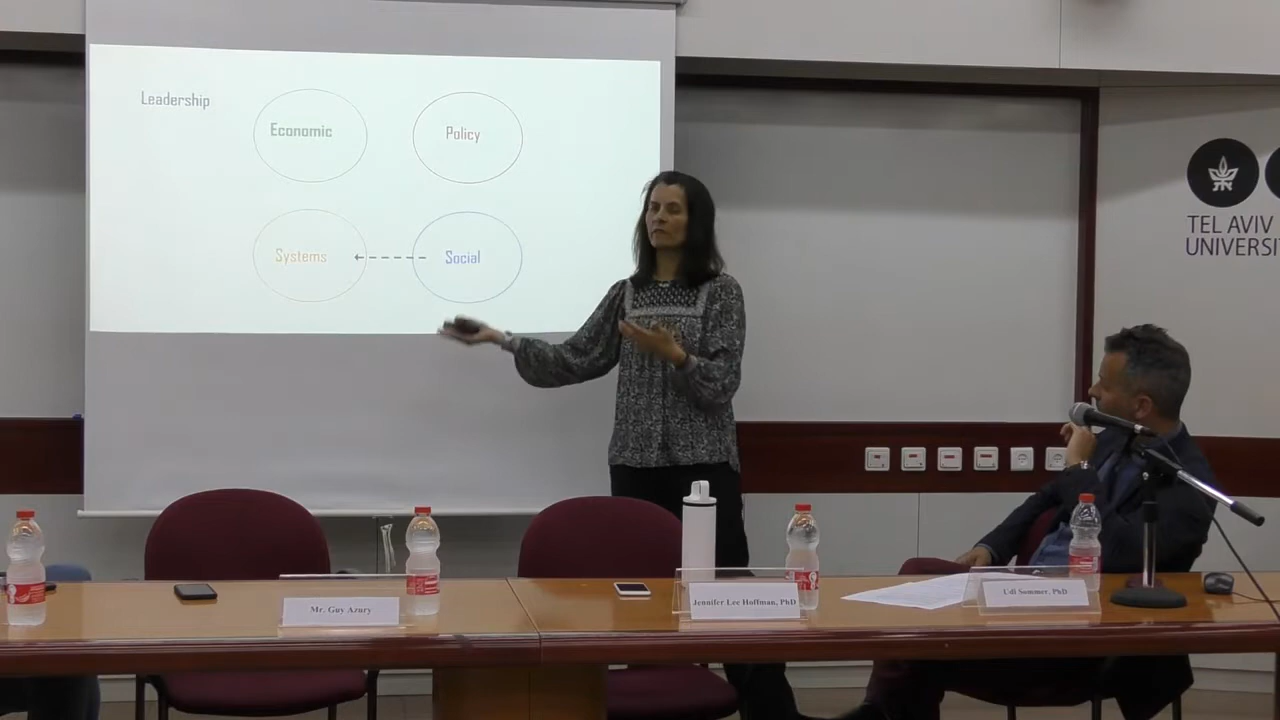 Leadership
Economic
Policy
Systems
Social
TEL AVIV
UNIVERSI
Mr. Guy Azury
Jennifer Lee Hoffman, PhD
Udi Sommer, PhD